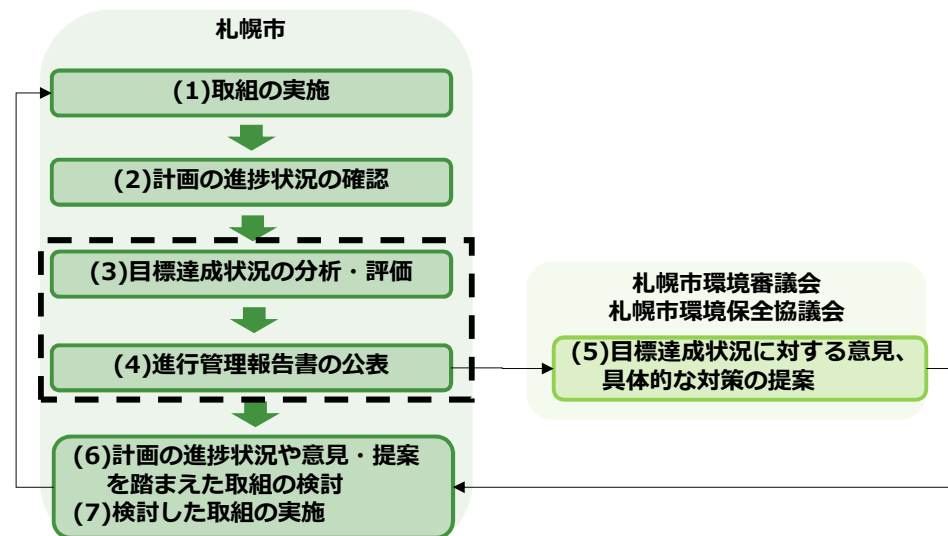 札幌市
(1)取組の実施
(2)計画の進捗状況の確認
(3)目標達成状況の分析・評価
(4)進行管理報告書の公表
札幌市環境審議会
札幌市環境保全協議会
(5)目標達成状況に対する意見、
具体的な対策の提案
(6)計画の進捗状況や意見・提案
を踏まえた取組の検討
(7)検討した取組の実施